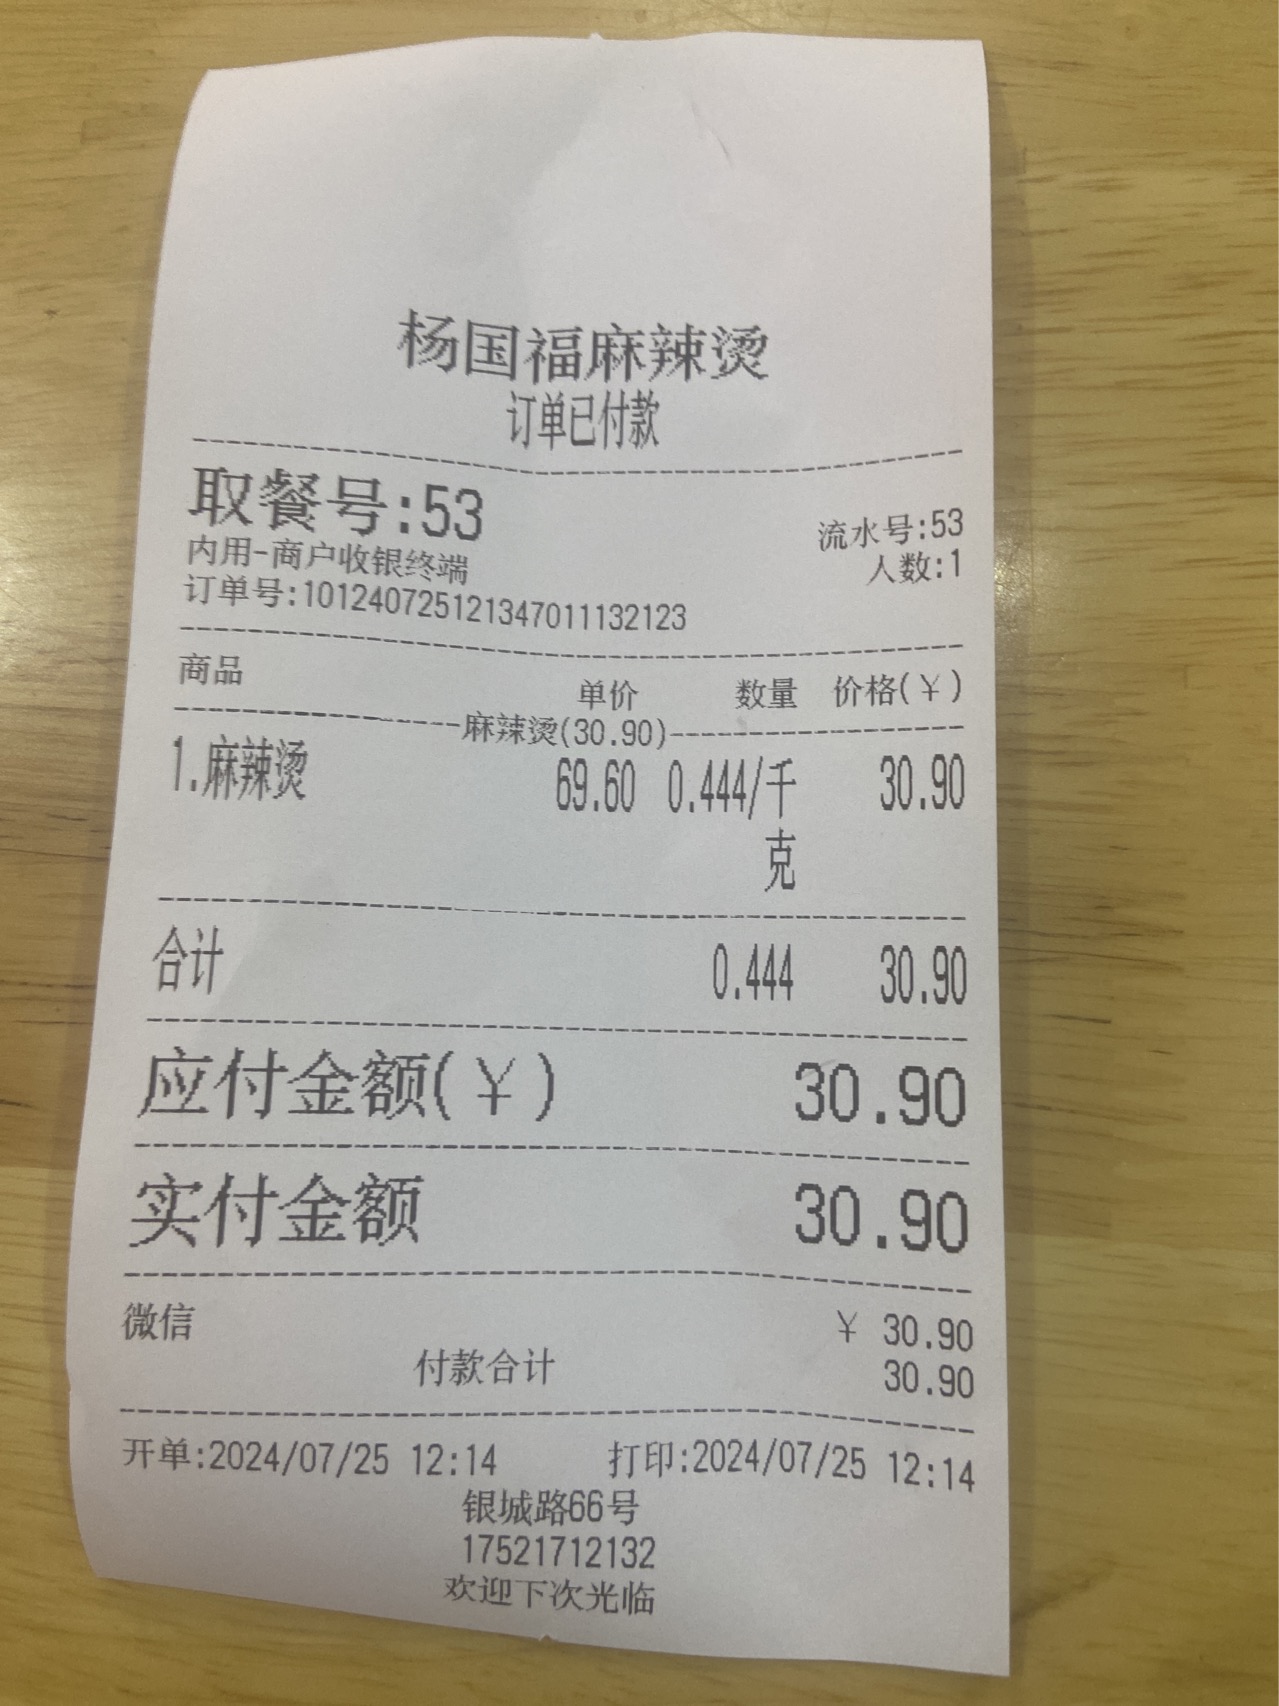 杨国福麻辣烫
订单已付款
取餐号:53
流水号:53
内用-商户收银终端
人数:1
订单号:101240725121347011132123
商品 单价 数量 价格(¥)
麻辣烫(30.90)
1.麻辣烫 69.60 0.444/千克 30.90
合计 0.444 30.90
应付金额(¥) 30.90
实付金额 30.90
微信 ¥ 30.90
付款合计 30.90
开单:2024/07/25 12:14 打印:2024/07/25 12:14
银城路66号
17521712132
欢迎下次光临